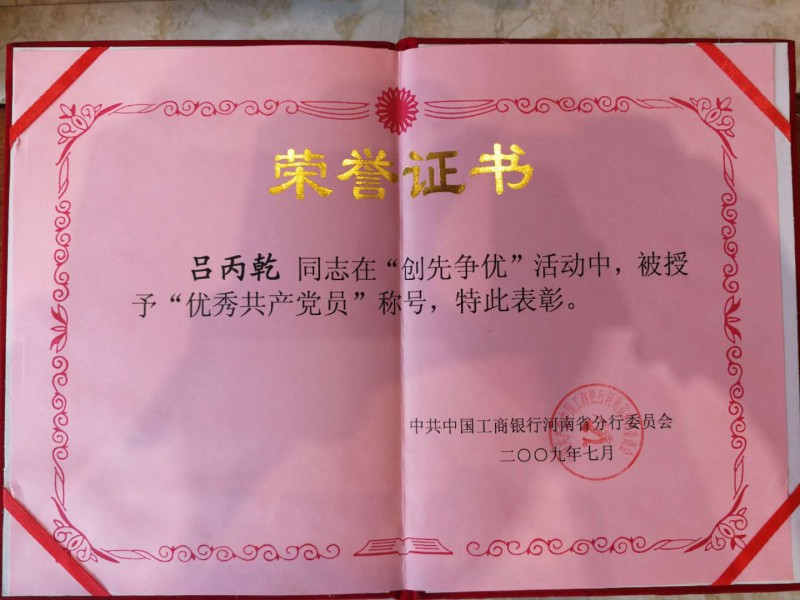 荣誉证书
吕丙乾 同志在“创先争优”活动中，被授
予“优秀共产党员”称号，特此表彰。
中共中国工商银行河南省分行委员会
二〇〇九年七月